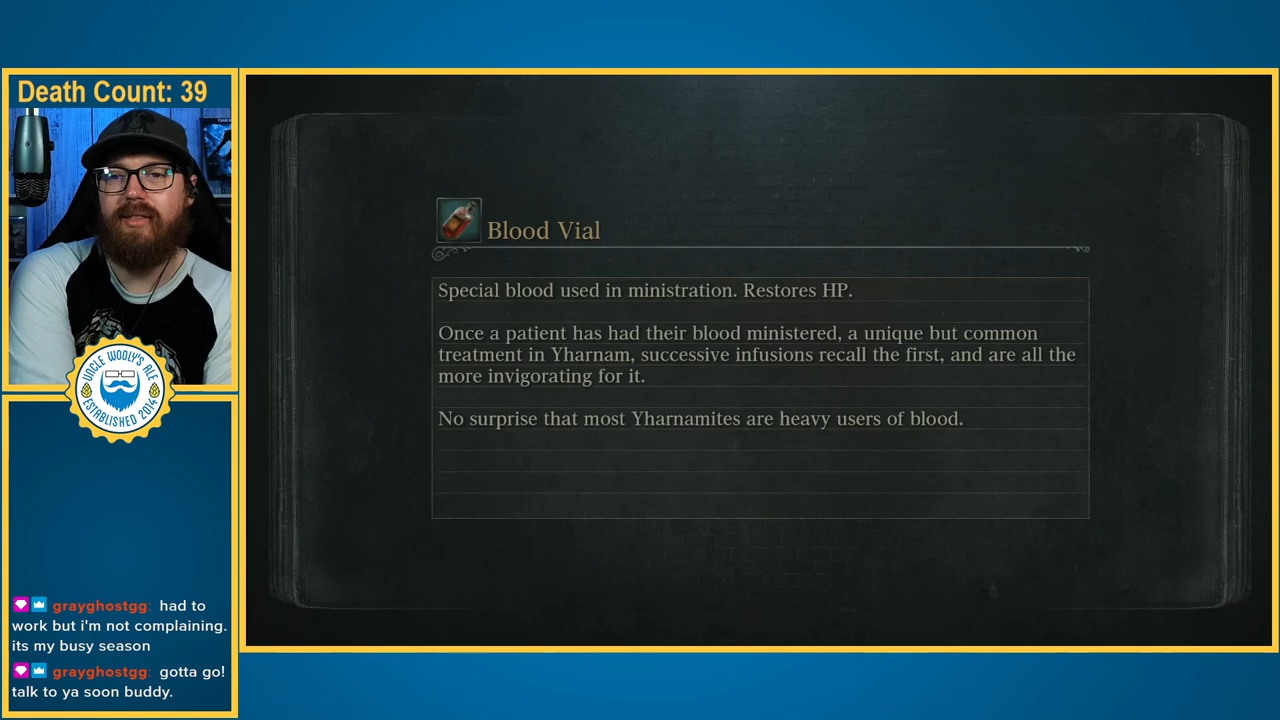 Death Count: 39
UNCLE WOOLY'S ALE
ESTABLISHED 2014
grayghostgg: had to
work but i'm not complaining.
its my busy season
grayghostgg: gotta go!
talk to ya soon buddy.
Blood Vial
Special blood used in ministration. Restores HP.
Once a patient has had their blood ministered, a unique but common
treatment in Yharnam, successive infusions recall the first, and are all the
more invigorating for it.
No surprise that most Yharnamites are heavy users of blood.